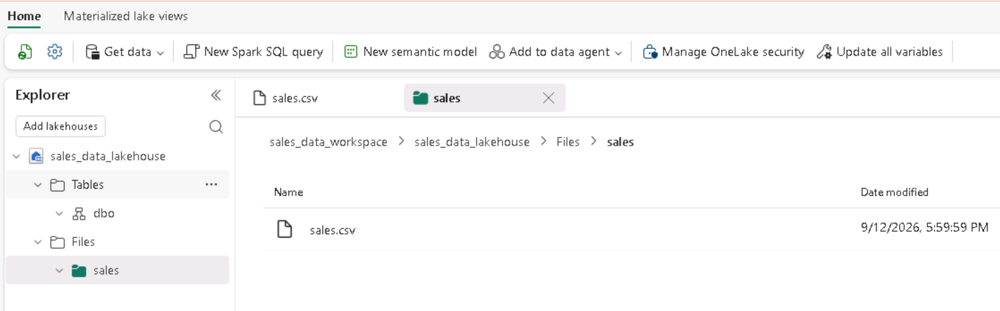 Home Materialized lake views
Get data New Spark SQL query New semantic model Add to data agent Manage OneLake security Update all variables
Explorer
Add lakehouses
sales_data_lakehouse
Tables
dbo
Files
sales
sales.csv sales
sales_data_workspace > sales_data_lakehouse > Files > sales
Name Date modified
sales.csv 9/12/2026, 5:59:59 PM